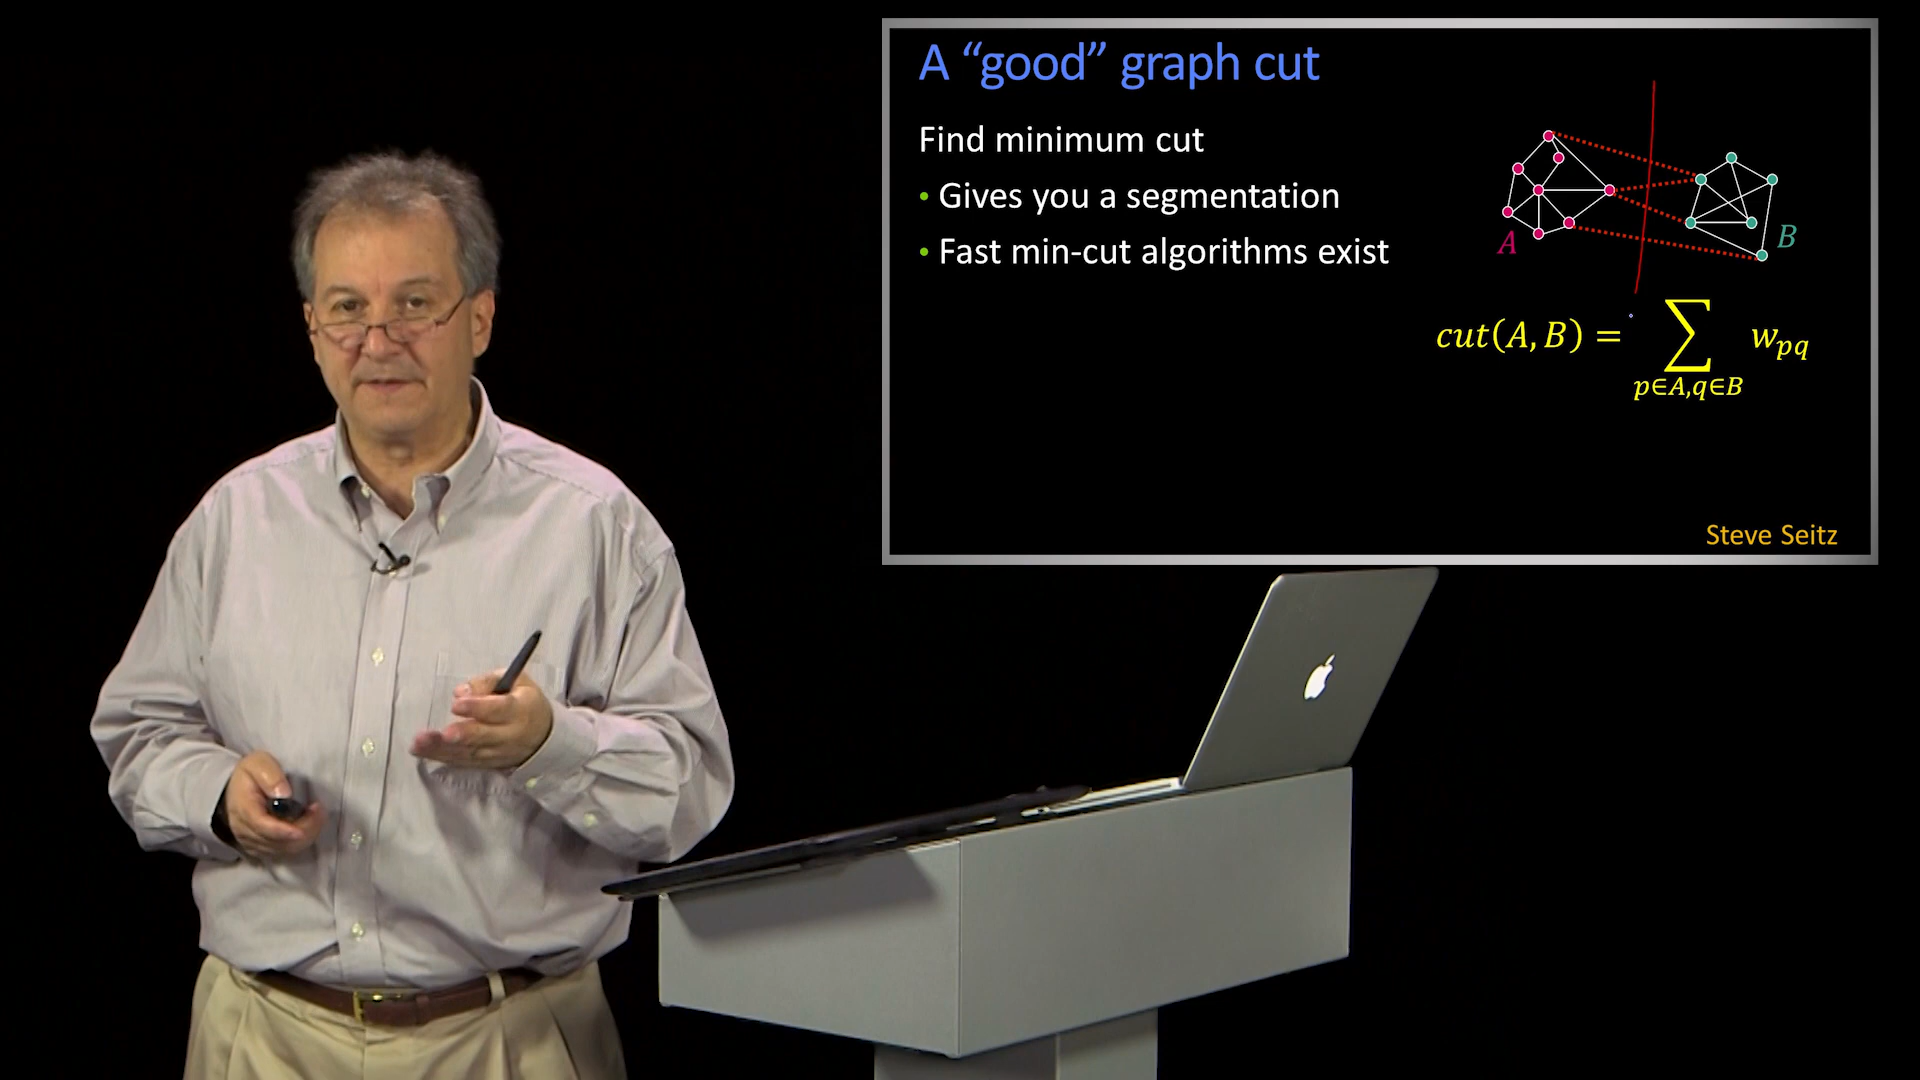 A “good” graph cut
Find minimum cut
• Gives you a segmentation
• Fast min-cut algorithms exist
A
B
cut(A, B) = ∑ w_pq
p∈A,q∈B
Steve Seitz